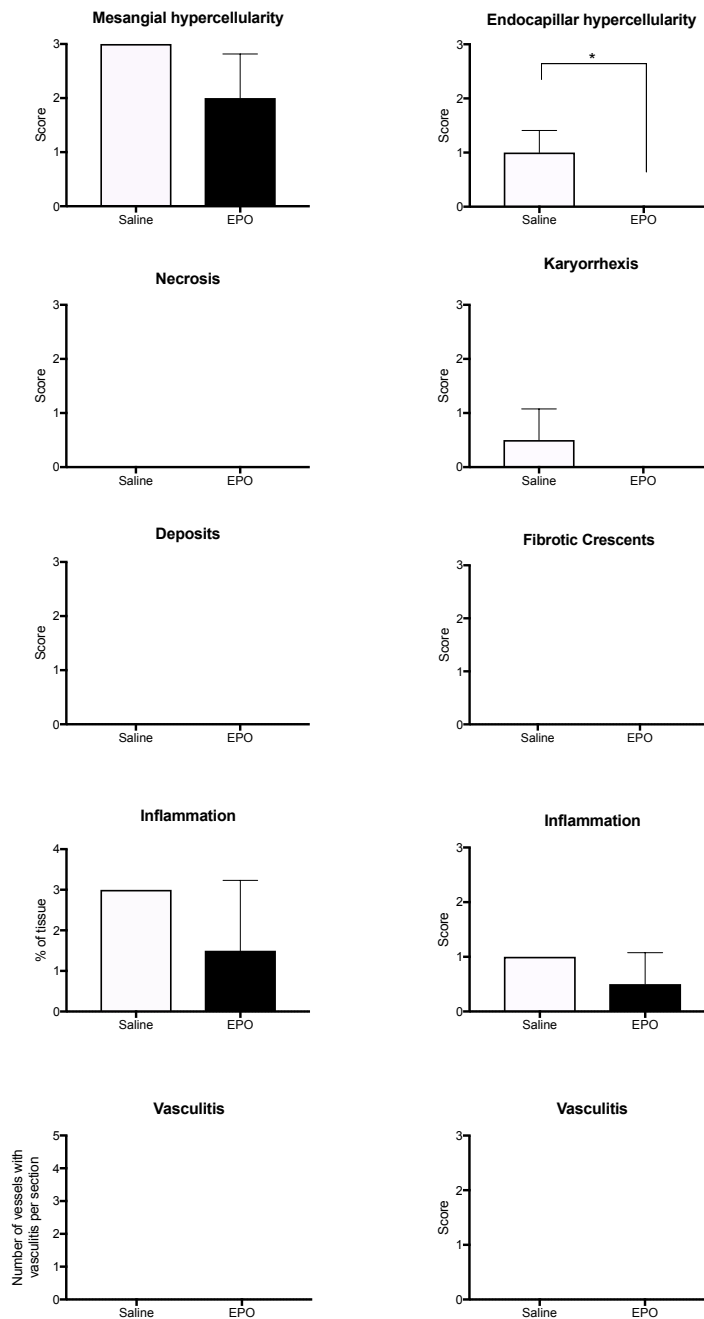 Mesangial hypercellularity
3
2
1
0
Score
Saline EPO
Endocapillar hypercellularity
*
3
2
1
0
Score
Saline EPO
Necrosis
3
2
1
0
Score
Saline EPO
Karyorrhexis
3
2
1
0
Score
Saline EPO
Deposits
3
2
1
0
Score
Saline EPO
Fibrotic Crescents
3
2
1
0
Score
Saline EPO
Inflammation
4
3
2
1
0
% of tissue
Saline EPO
Inflammation
3
2
1
0
Score
Saline EPO
Vasculitis
5
4
3
2
1
0
Number of vessels with
vasculitis per section
Saline EPO
Vasculitis
3
2
1
0
Score
Saline EPO